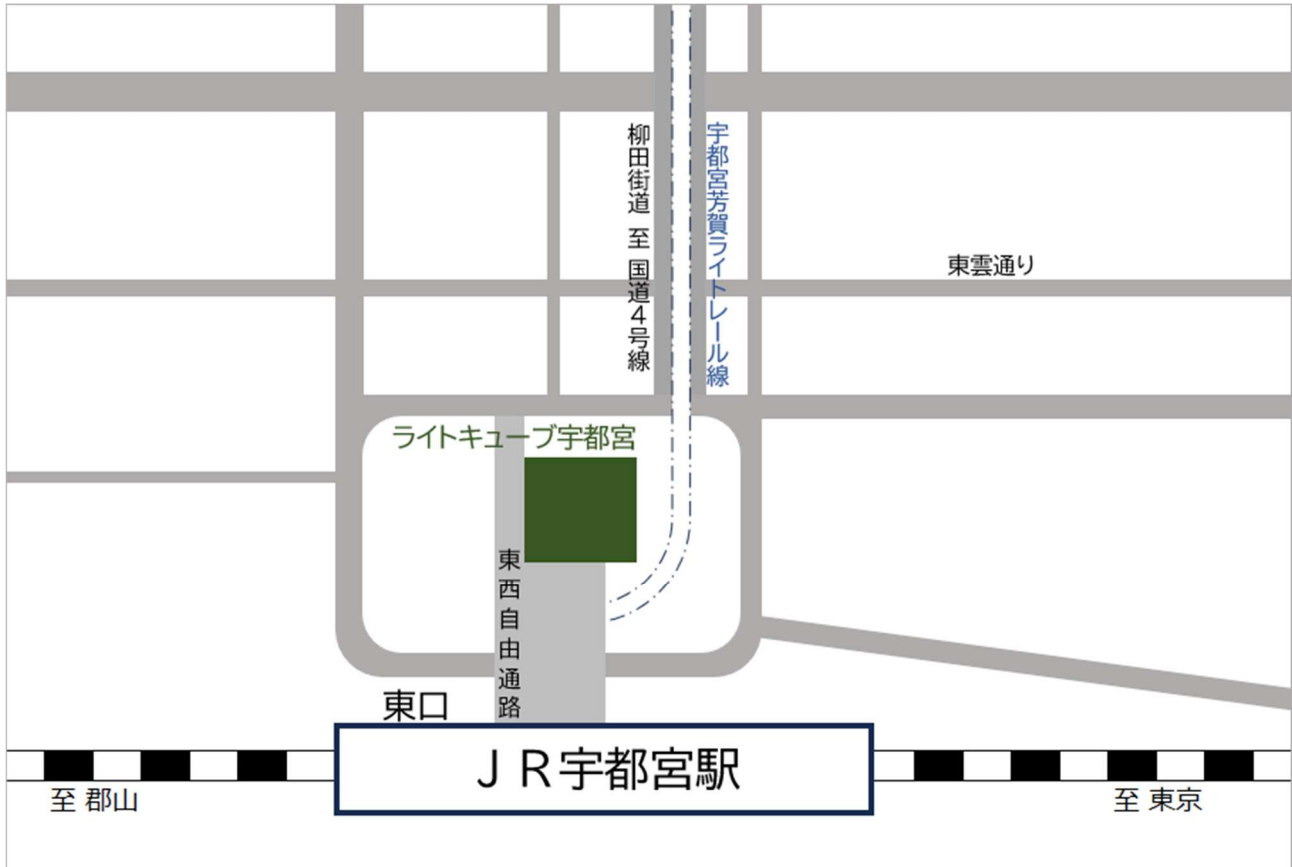 柳田街道 至 国道４号線
宇都宮芳賀ライトレール線
東雲通り
ライトキューブ宇都宮
東西自由通路
東口
ＪＲ宇都宮駅
至 郡山
至 東京